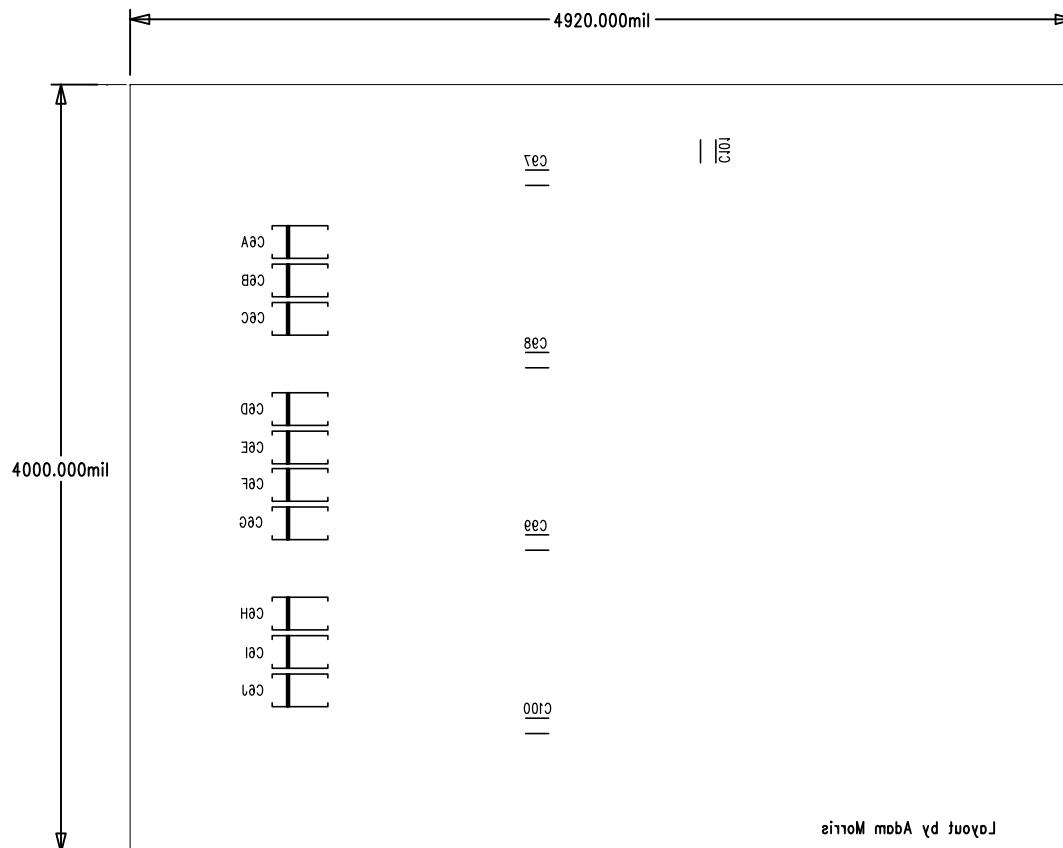 4920.000mil
C101
C97
C6A
C6B
C6C
C98
C6D
C6E
4000.000mil
C6F
C6G
C99
C6H
C6I
C6J
C100
Layout by Adam Morris